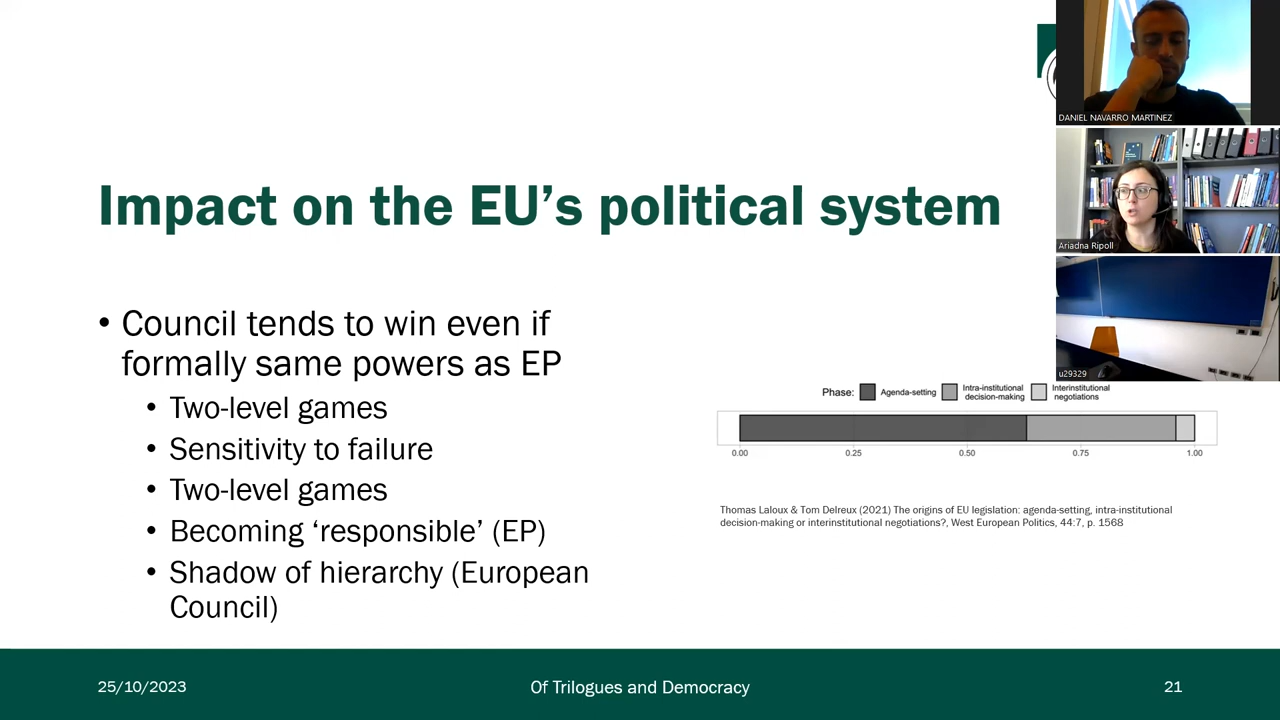 DANIEL NAVARRO MARTINEZ
Ariadna Ripoll
u29329
Impact on the EU’s political system
• Council tends to win even if
formally same powers as EP
• Two-level games
• Sensitivity to failure
• Two-level games
• Becoming ‘responsible’ (EP)
• Shadow of hierarchy (European
Council)
Phase: Agenda-setting Intra-institutional decision-making Interinstitutional negotiations
0.00 0.25 0.50 0.75 1.00
Thomas Laloux & Tom Delreux (2021) The origins of EU legislation: agenda-setting, intra-institutional
decision-making or interinstitutional negotiations?, West European Politics, 44:7, p. 1568
25/10/2023 Of Trilogues and Democracy 21